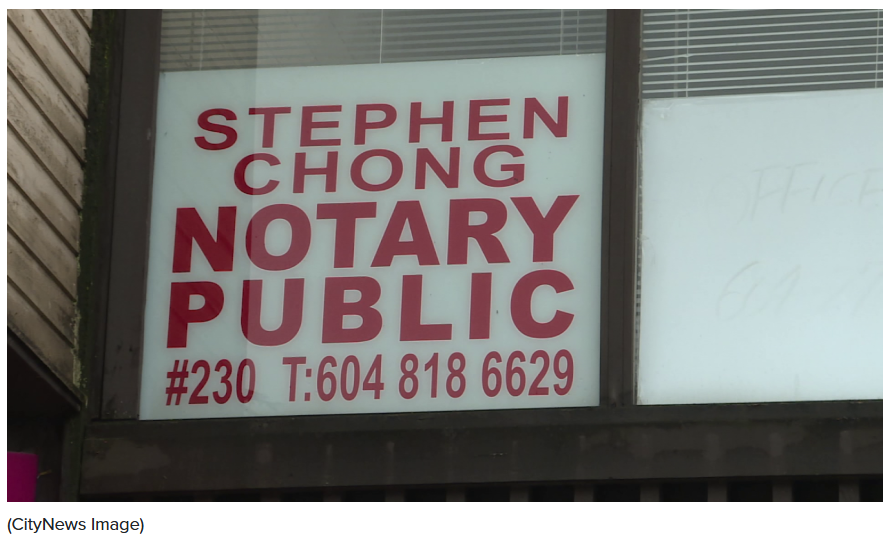 STEPHEN
CHONG
NOTARY
PUBLIC
#230 T:604 818 6629
(CityNews Image)